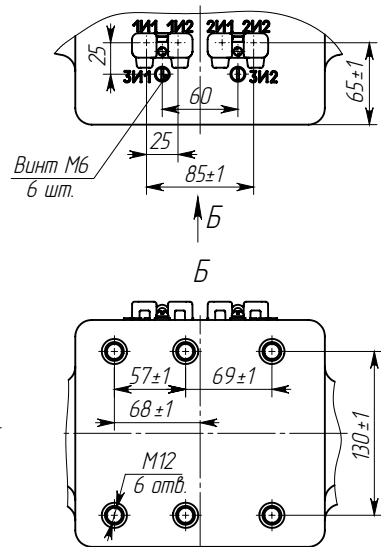 1И1 1И2 2И1 2И2
25
3И1 3И2
60
65±1
Винт М6
6 шт.
25
85±1
Б
Б
57±1 69±1
68±1
130±1
М12
6 отв.